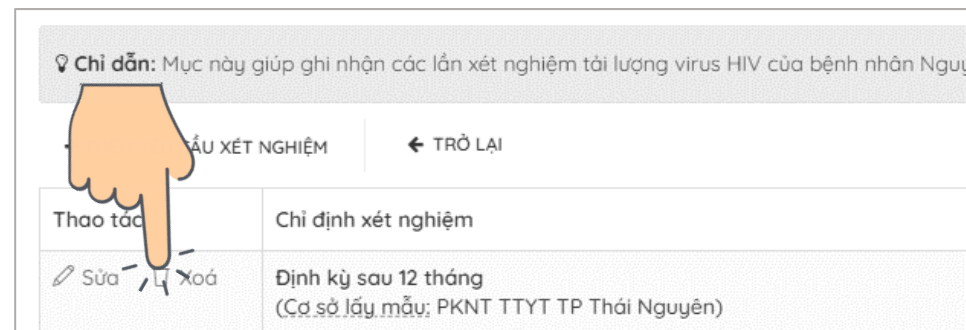 Chỉ dẫn: Mục này giúp ghi nhận các lần xét nghiệm tải lượng virus HIV của bệnh nhân
XÉT NGHIỆM
TRỞ LẠI
Thao tác
Chỉ định xét nghiệm
Sửa
Xoá
Định kỳ sau 12 tháng
(Cơ sở lấy mẫu: PKNT TTYT TP Thái Nguyên)